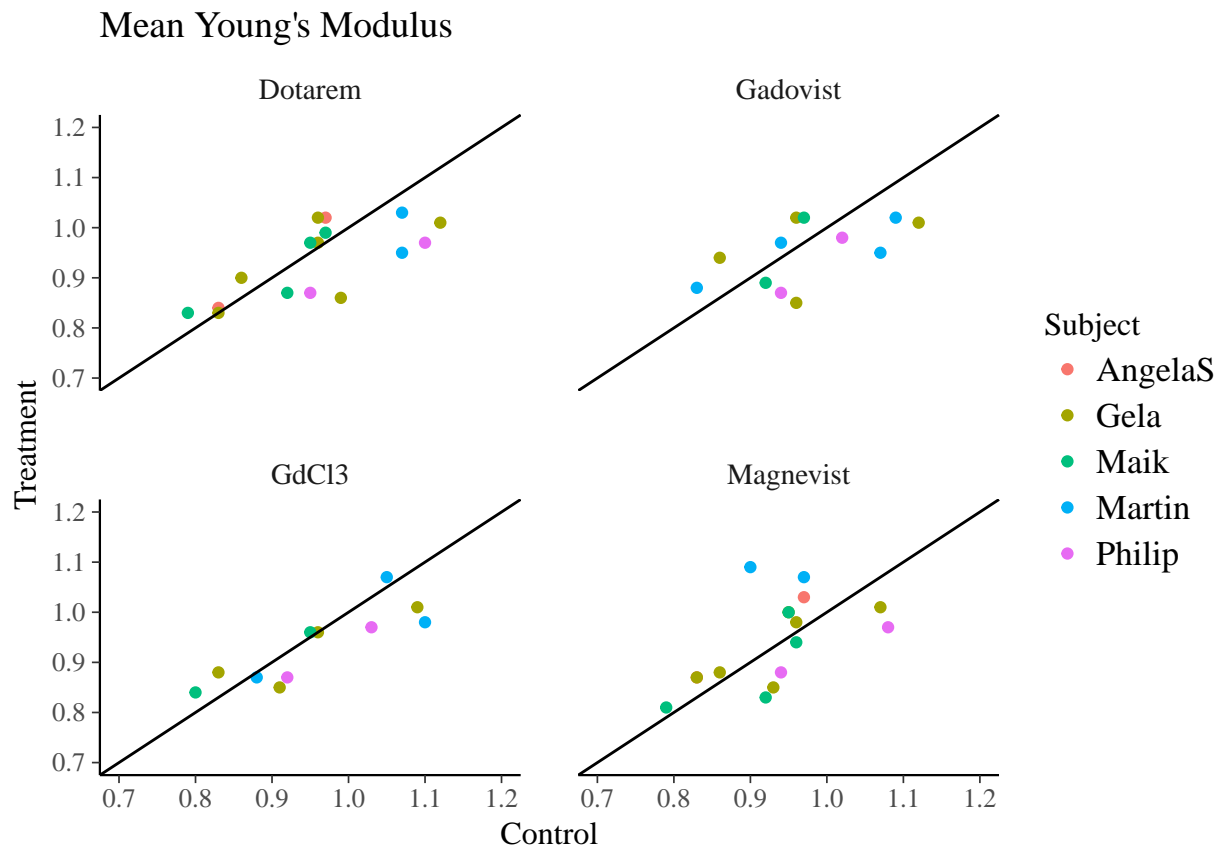 Mean Young's Modulus
Dotarem
Gadovist
1.2
1.1
1.0
0.9
0.8
0.7
GdCl3
Magnevist
1.2
1.1
1.0
0.9
0.8
0.7
0.7 0.8 0.9 1.0 1.1 1.2
0.7 0.8 0.9 1.0 1.1 1.2
Treatment
Control
Subject
AngelaS
Gela
Maik
Martin
Philip